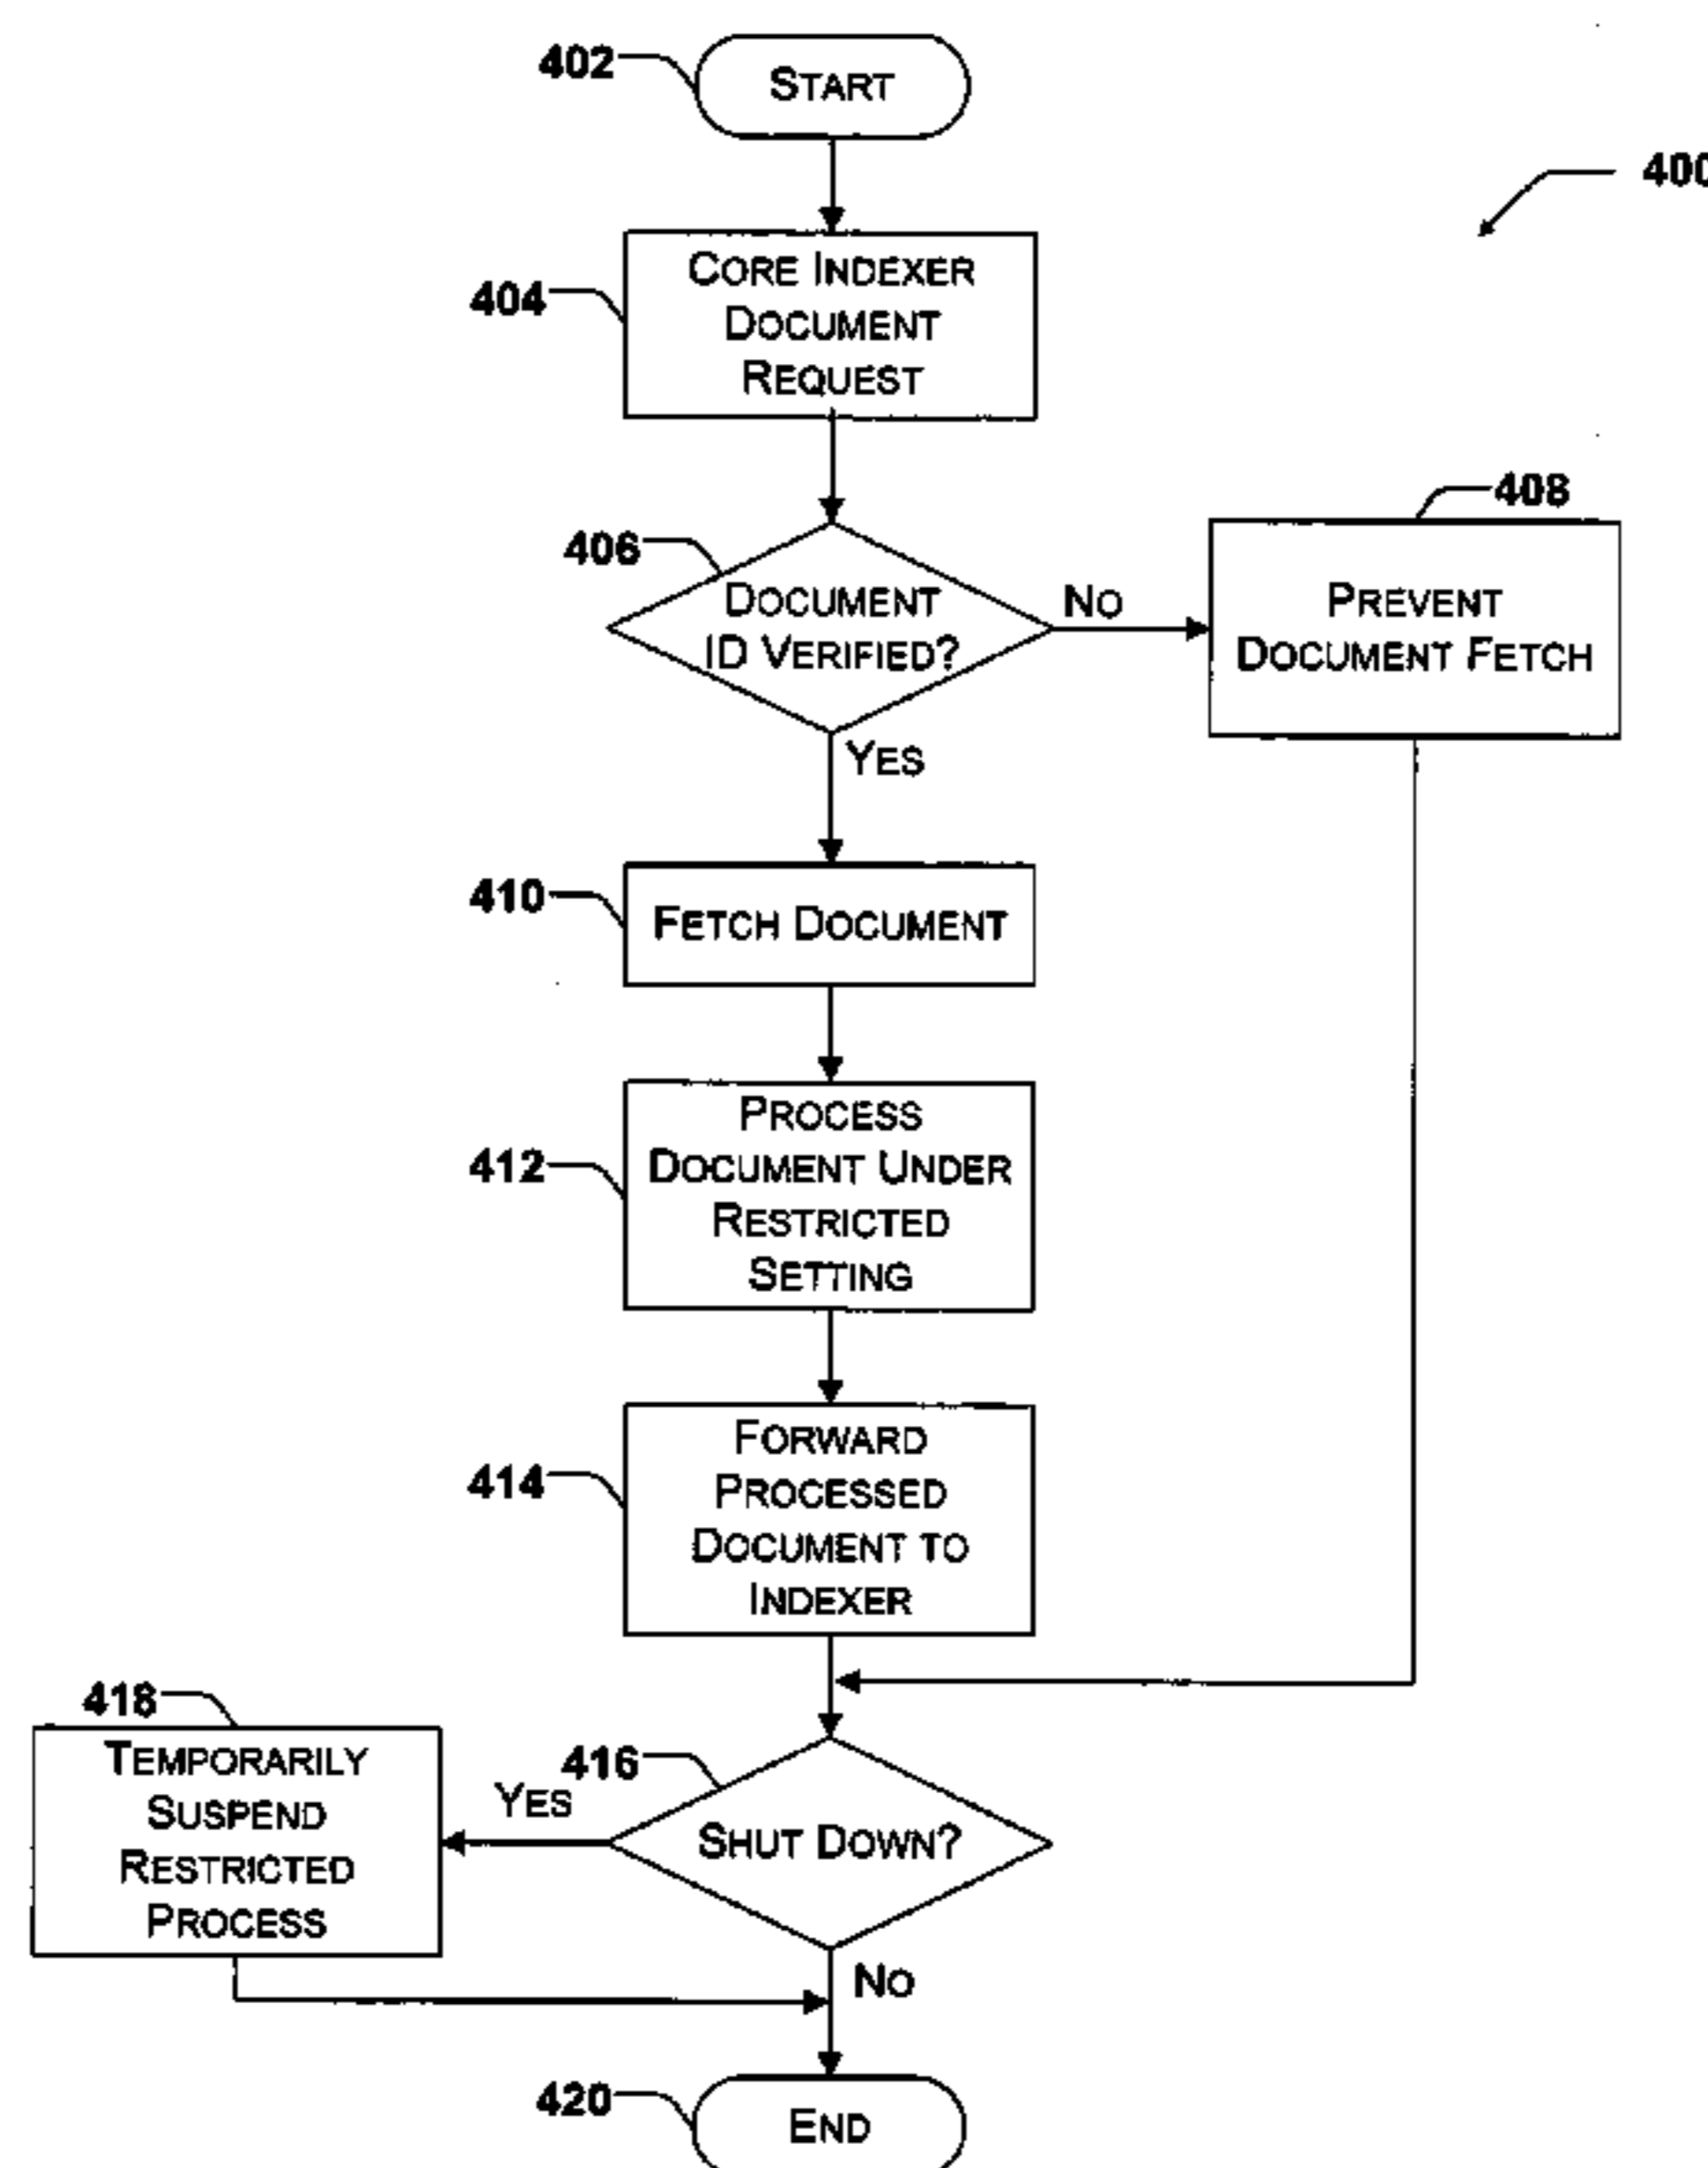 402
START
400
404
CORE INDEXER
DOCUMENT
REQUEST
408
406
DOCUMENT
ID VERIFIED?
NO
PREVENT
DOCUMENT FETCH
YES
410
FETCH DOCUMENT
412
PROCESS
DOCUMENT UNDER
RESTRICTED
SETTING
414
FORWARD
PROCESSED
DOCUMENT TO
INDEXER
418
TEMPORARILY
SUSPEND
RESTRICTED
PROCESS
416
YES
SHUT DOWN?
NO
420
END